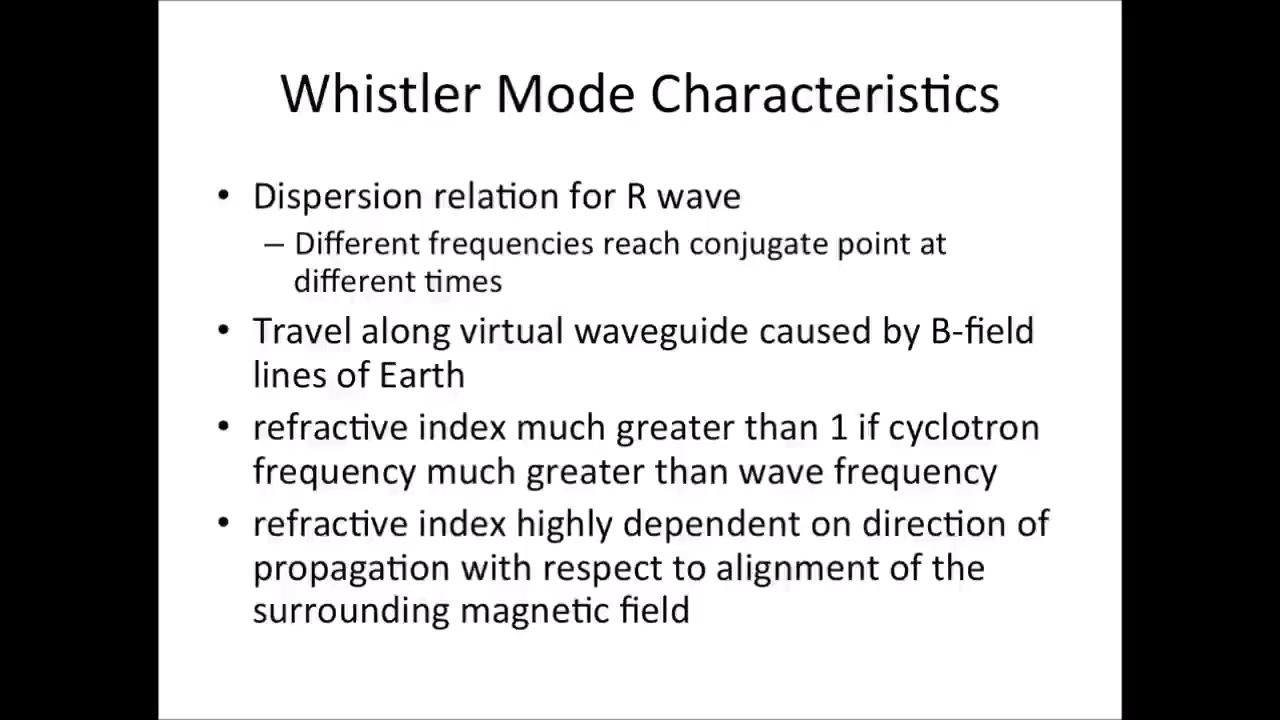 Whistler Mode Characteristics
• Dispersion relation for R wave
– Different frequencies reach conjugate point at
different times
• Travel along virtual waveguide caused by B-field
lines of Earth
• refractive index much greater than 1 if cyclotron
frequency much greater than wave frequency
• refractive index highly dependent on direction of
propagation with respect to alignment of the
surrounding magnetic field